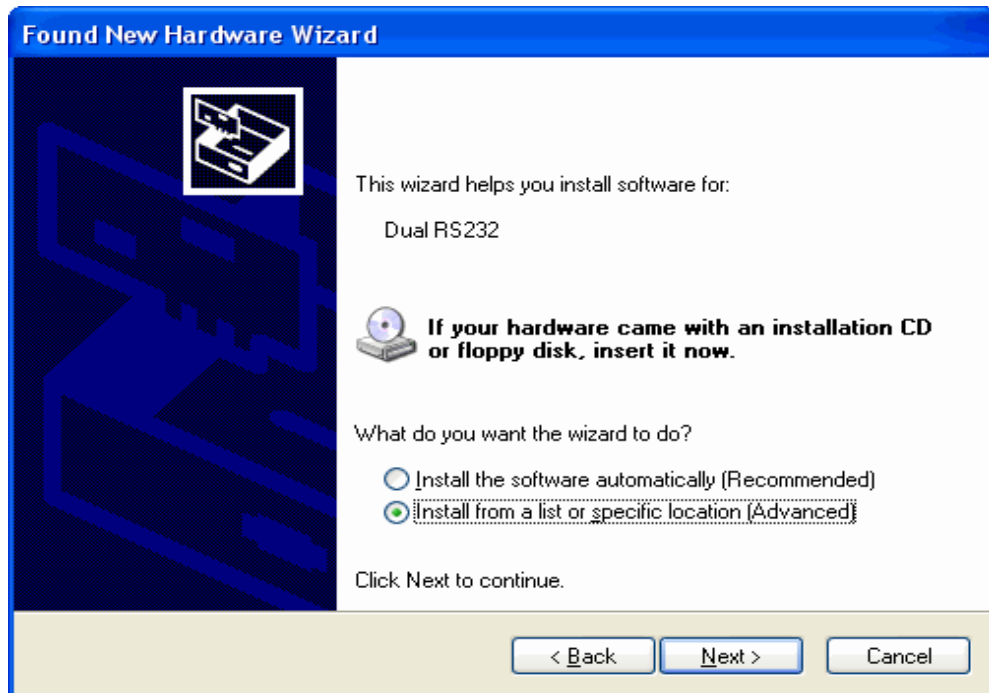 Found New Hardware Wizard
This wizard helps you install software for:
Dual RS232
If your hardware came with an installation CD
or floppy disk, insert it now.
What do you want the wizard to do?
Install the software automatically (Recommended)
Install from a list or specific location (Advanced)
Click Next to continue.
< Back
Next >
Cancel